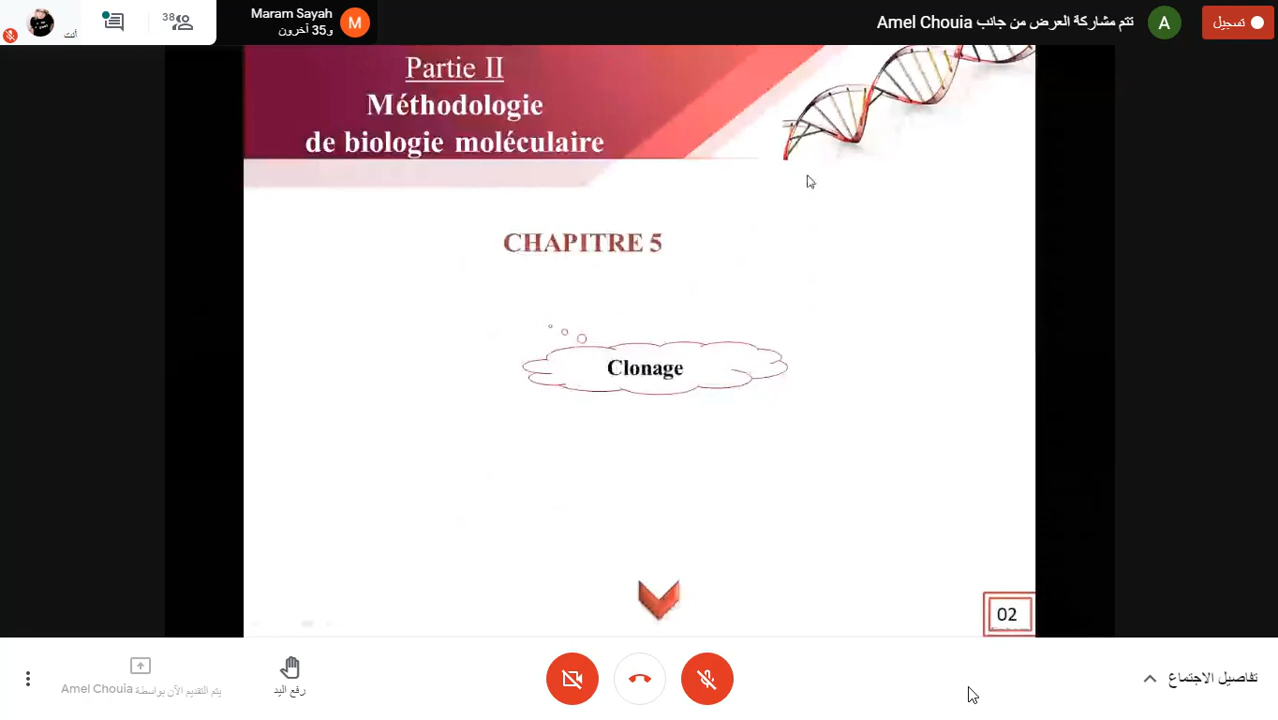 أنت
38
Maram Sayah
و35 آخرون
M
تتم مشاركة العرض من جانب Amel Chouia
A
تسجيل
Partie II
Méthodologie
de biologie moléculaire
CHAPITRE 5
Clonage
02
يتم التقديم الآن بواسطة Amel Chouia
رفع اليد
تفاصيل الاجتماع